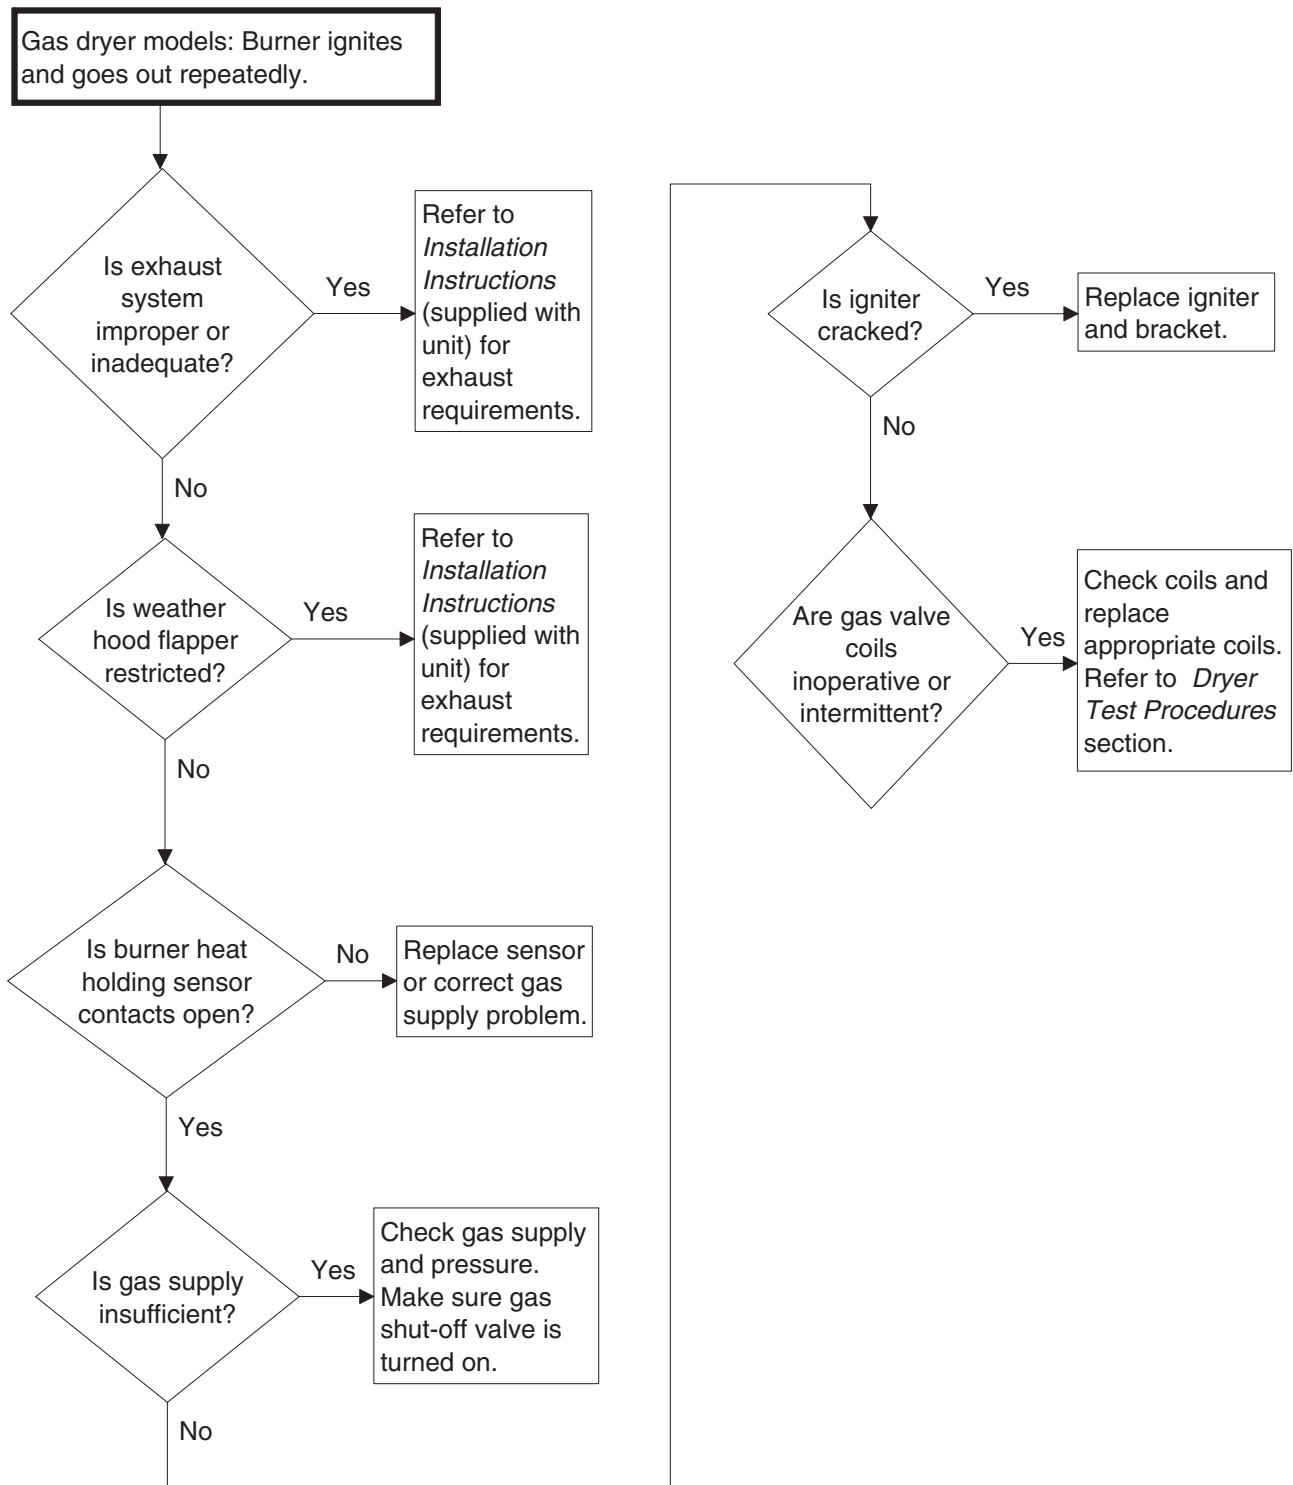 Gas dryer models: Burner ignites
and goes out repeatedly.
Is exhaust
system
improper or
inadequate?
Yes
Refer to
Installation
Instructions
(supplied with
unit) for
exhaust
requirements.
No
Is weather
hood flapper
restricted?
Yes
Refer to
Installation
Instructions
(supplied with
unit) for
exhaust
requirements.
No
Is burner heat
holding sensor
contacts open?
No
Replace sensor
or correct gas
supply problem.
Yes
Is gas supply
insufficient?
Yes
Check gas supply
and pressure.
Make sure gas
shut-off valve is
turned on.
No
Is igniter
cracked?
Yes
Replace igniter
and bracket.
No
Are gas valve
coils
inoperative or
intermittent?
Yes
Check coils and
replace
appropriate coils.
Refer to Dryer
Test Procedures
section.